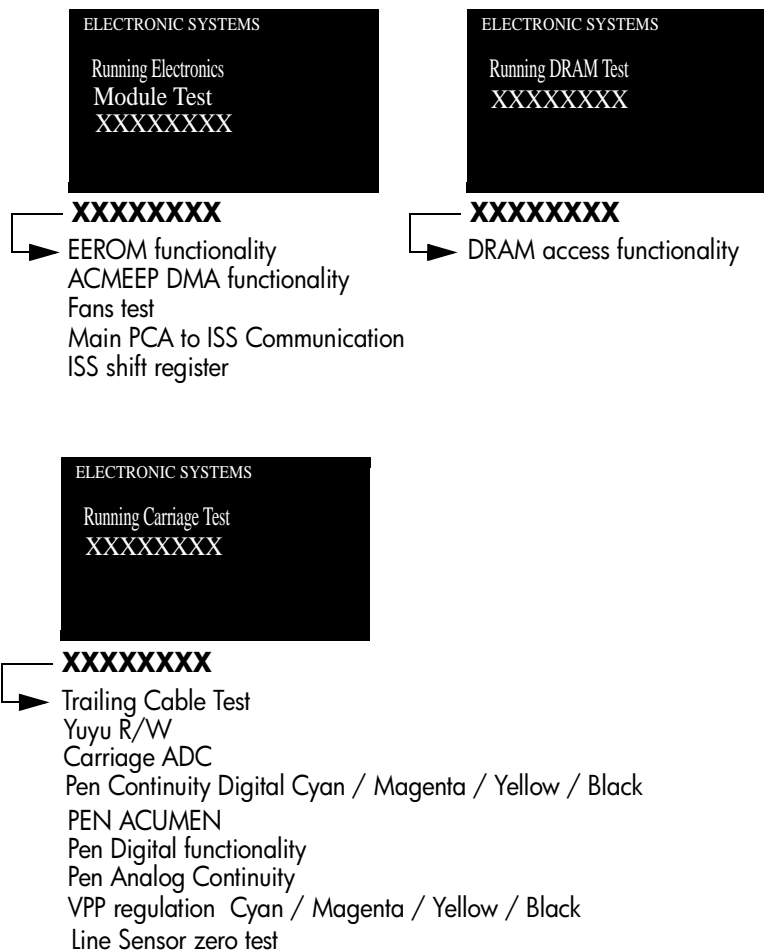 ELECTRONIC SYSTEMS
Running Electronics
Module Test
XXXXXXXX
XXXXXXXX
EEROM functionality
ACMEEP DMA functionality
Fans test
Main PCA to ISS Communication
ISS shift register
ELECTRONIC SYSTEMS
Running DRAM Test
XXXXXXXX
XXXXXXXX
DRAM access functionality
ELECTRONIC SYSTEMS
Running Carriage Test
XXXXXXXX
XXXXXXXX
Trailing Cable Test
Yuyu R/W
Carriage ADC
Pen Continuity Digital Cyan / Magenta / Yellow / Black
PEN ACUMEN
Pen Digital functionality
Pen Analog Continuity
VPP regulation Cyan / Magenta / Yellow / Black
Line Sensor zero test